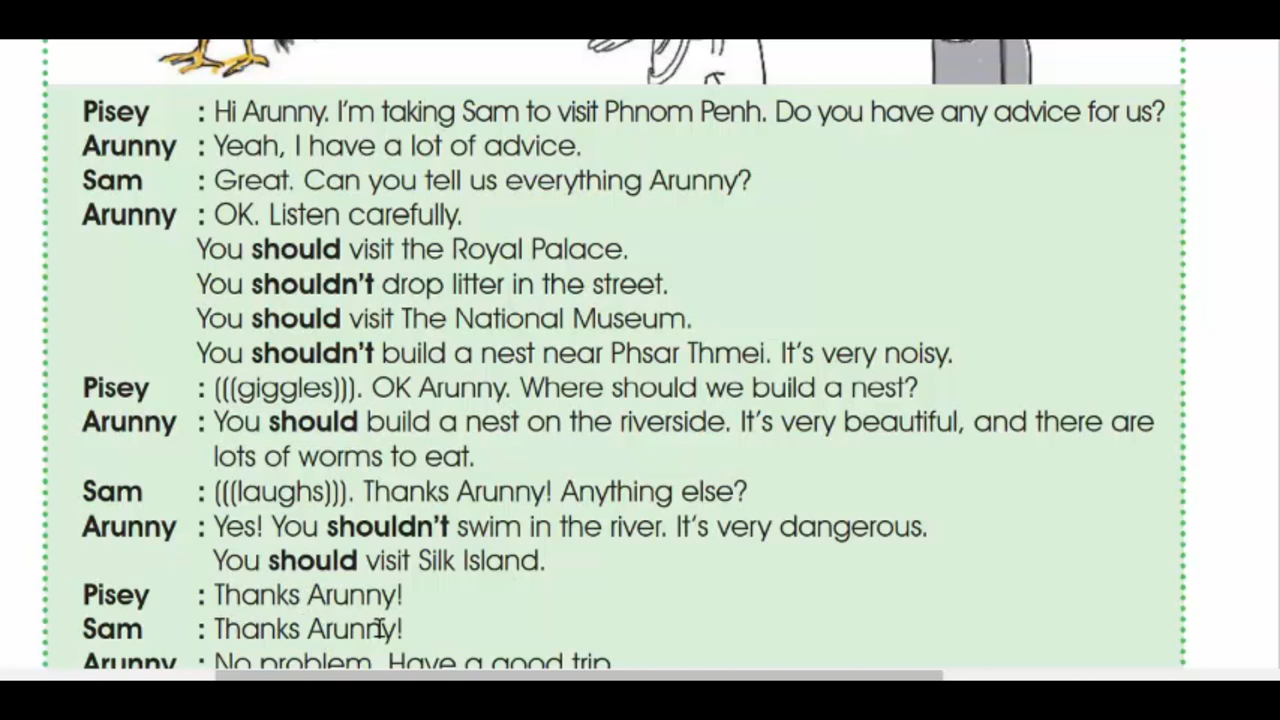 Pisey : Hi Arunny. I'm taking Sam to visit Phnom Penh. Do you have any advice for us?
Arunny : Yeah, I have a lot of advice.
Sam : Great. Can you tell us everything Arunny?
Arunny : OK. Listen carefully.
You should visit the Royal Palace.
You shouldn't drop litter in the street.
You should visit The National Museum.
You shouldn't build a nest near Phsar Thmei. It's very noisy.
Pisey : (((giggles))). OK Arunny. Where should we build a nest?
Arunny : You should build a nest on the riverside. It's very beautiful, and there are
lots of worms to eat.
Sam : (((laughs))). Thanks Arunny! Anything else?
Arunny : Yes! You shouldn't swim in the river. It's very dangerous.
You should visit Silk Island.
Pisey : Thanks Arunny!
Sam : Thanks Arunny!
Arunny : No problem. Have a good trip